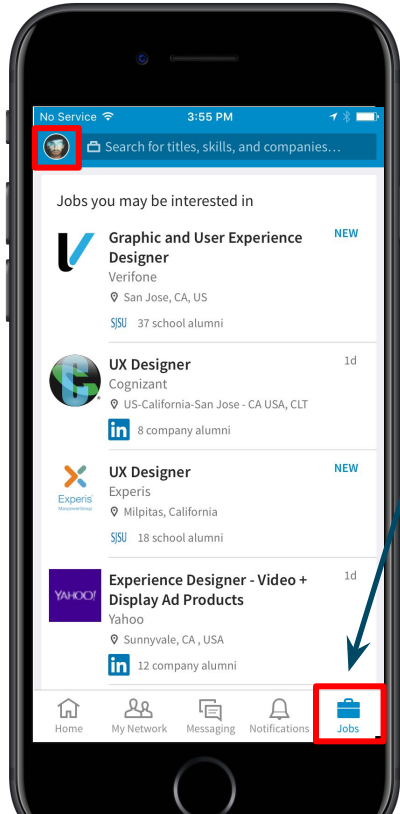 No Service 3:55 PM
Search for titles, skills, and companies...
Jobs you may be interested in
Graphic and User Experience NEW
Designer
Verifone
San Jose, CA, US
SJSU 37 school alumni
UX Designer 1d
Cognizant
US-California-San Jose - CA USA, CLT
in 8 company alumni
UX Designer NEW
Experis
Experis
ManpowerGroup
Milpitas, California
SJSU 18 school alumni
Experience Designer - Video + 1d
YAHOO!
Display Ad Products
Yahoo
Sunnyvale, CA , USA
in 12 company alumni
Home My Network Messaging Notifications Jobs